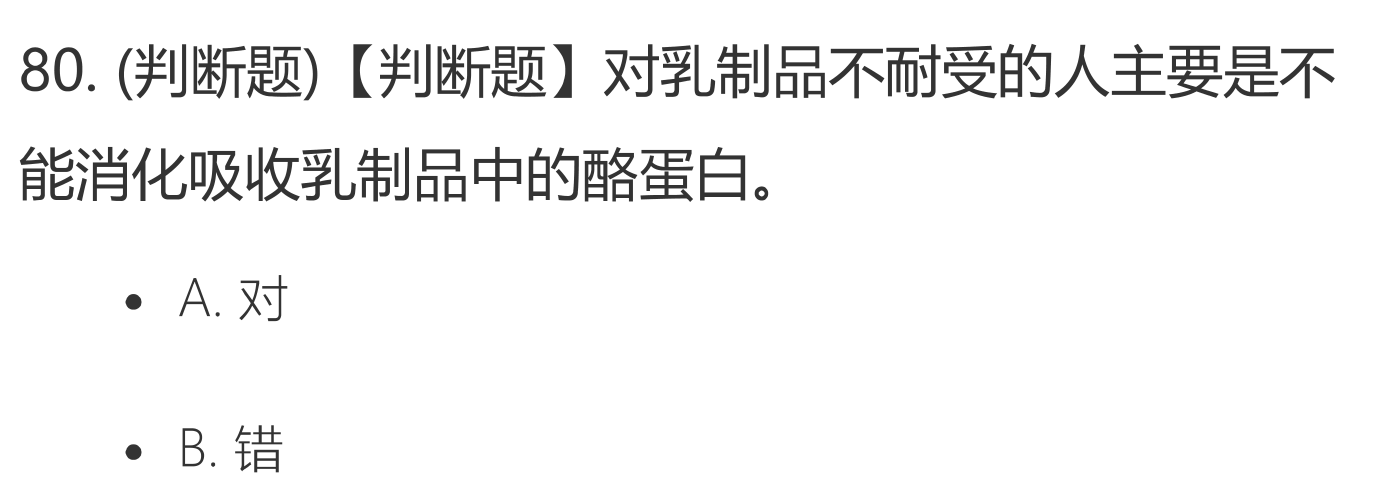 80. (判断题)【判断题】对乳制品不耐受的人主要是不
能消化吸收乳制品中的酪蛋白。
• A. 对
• B. 错